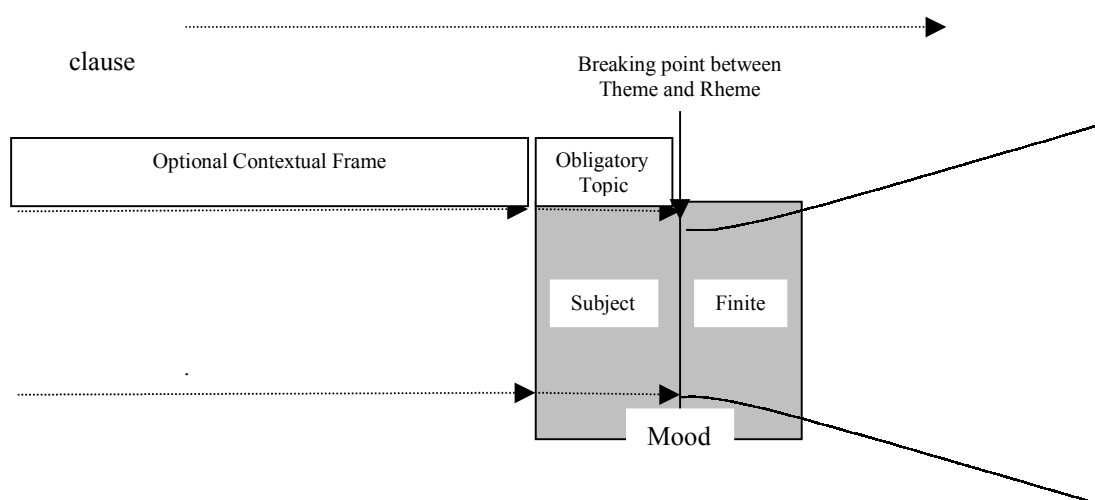 clause
Breaking point between
Theme and Rheme
Optional Contextual Frame
Obligatory
Topic
Subject
Finite
Mood